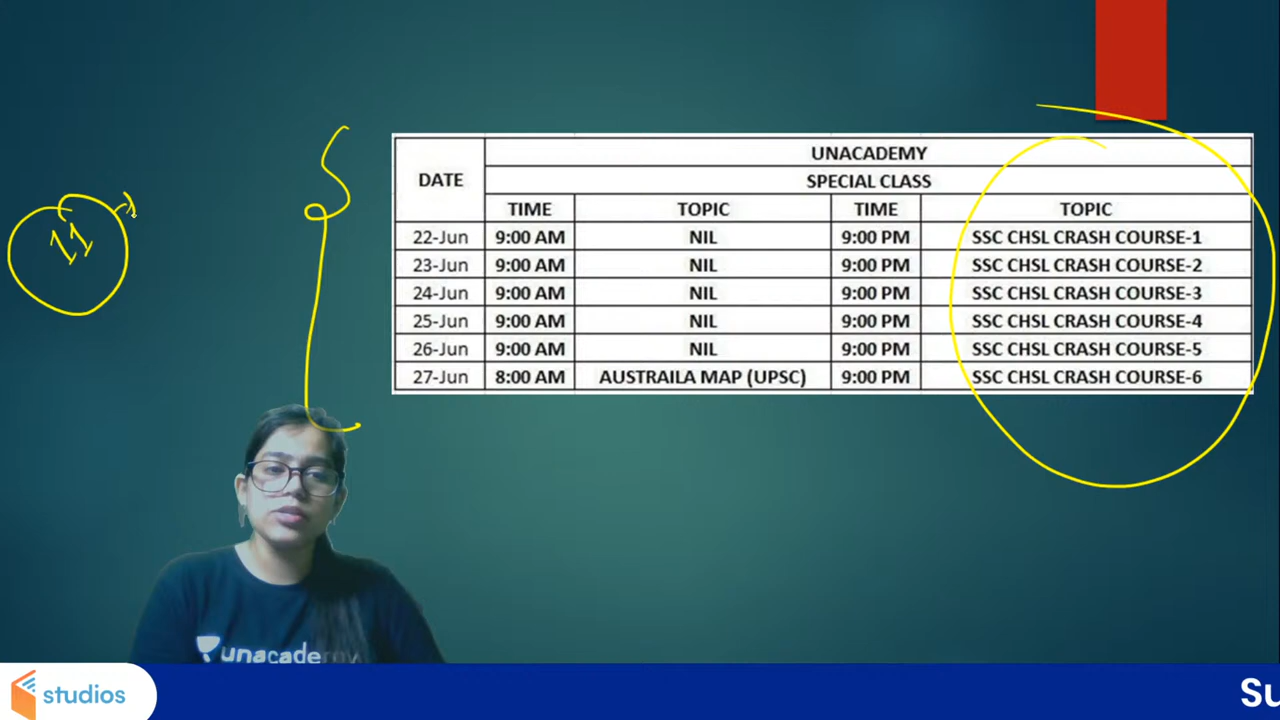 UNACADEMY
DATE SPECIAL CLASS
TIME TOPIC TIME TOPIC
22-Jun 9:00 AM NIL 9:00 PM SSC CHSL CRASH COURSE-1
23-Jun 9:00 AM NIL 9:00 PM SSC CHSL CRASH COURSE-2
24-Jun 9:00 AM NIL 9:00 PM SSC CHSL CRASH COURSE-3
25-Jun 9:00 AM NIL 9:00 PM SSC CHSL CRASH COURSE-4
26-Jun 9:00 AM NIL 9:00 PM SSC CHSL CRASH COURSE-5
27-Jun 8:00 AM AUSTRAILA MAP (UPSC) 9:00 PM SSC CHSL CRASH COURSE-6
11
unacademy
studios
Su